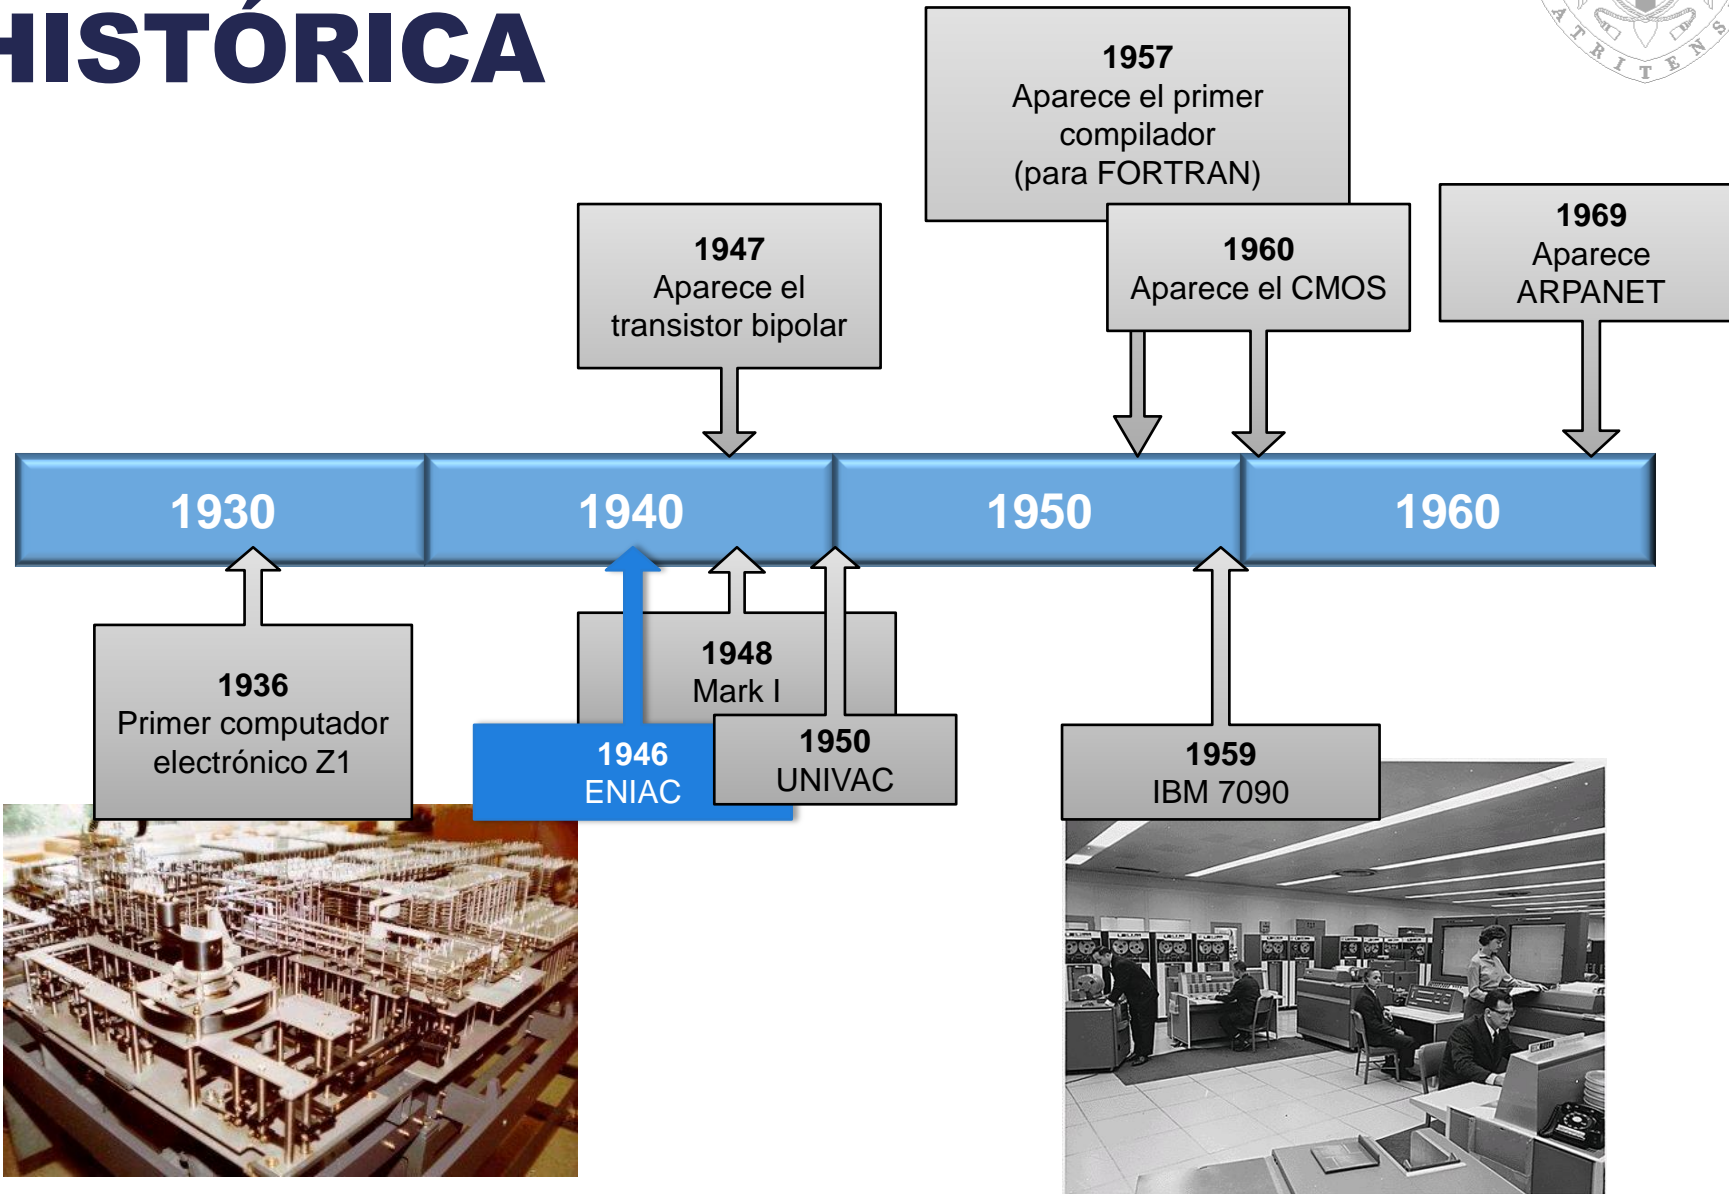 HISTÓRICA
1957
Aparece el primer
compilador
(para FORTRAN)
1947
Aparece el
transistor bipolar
1960
Aparece el CMOS
1969
Aparece
ARPANET
1930
1940
1950
1960
1936
Primer computador
electrónico Z1
1948
Mark I
1946
ENIAC
1950
UNIVAC
1959
IBM 7090
ATRITENS